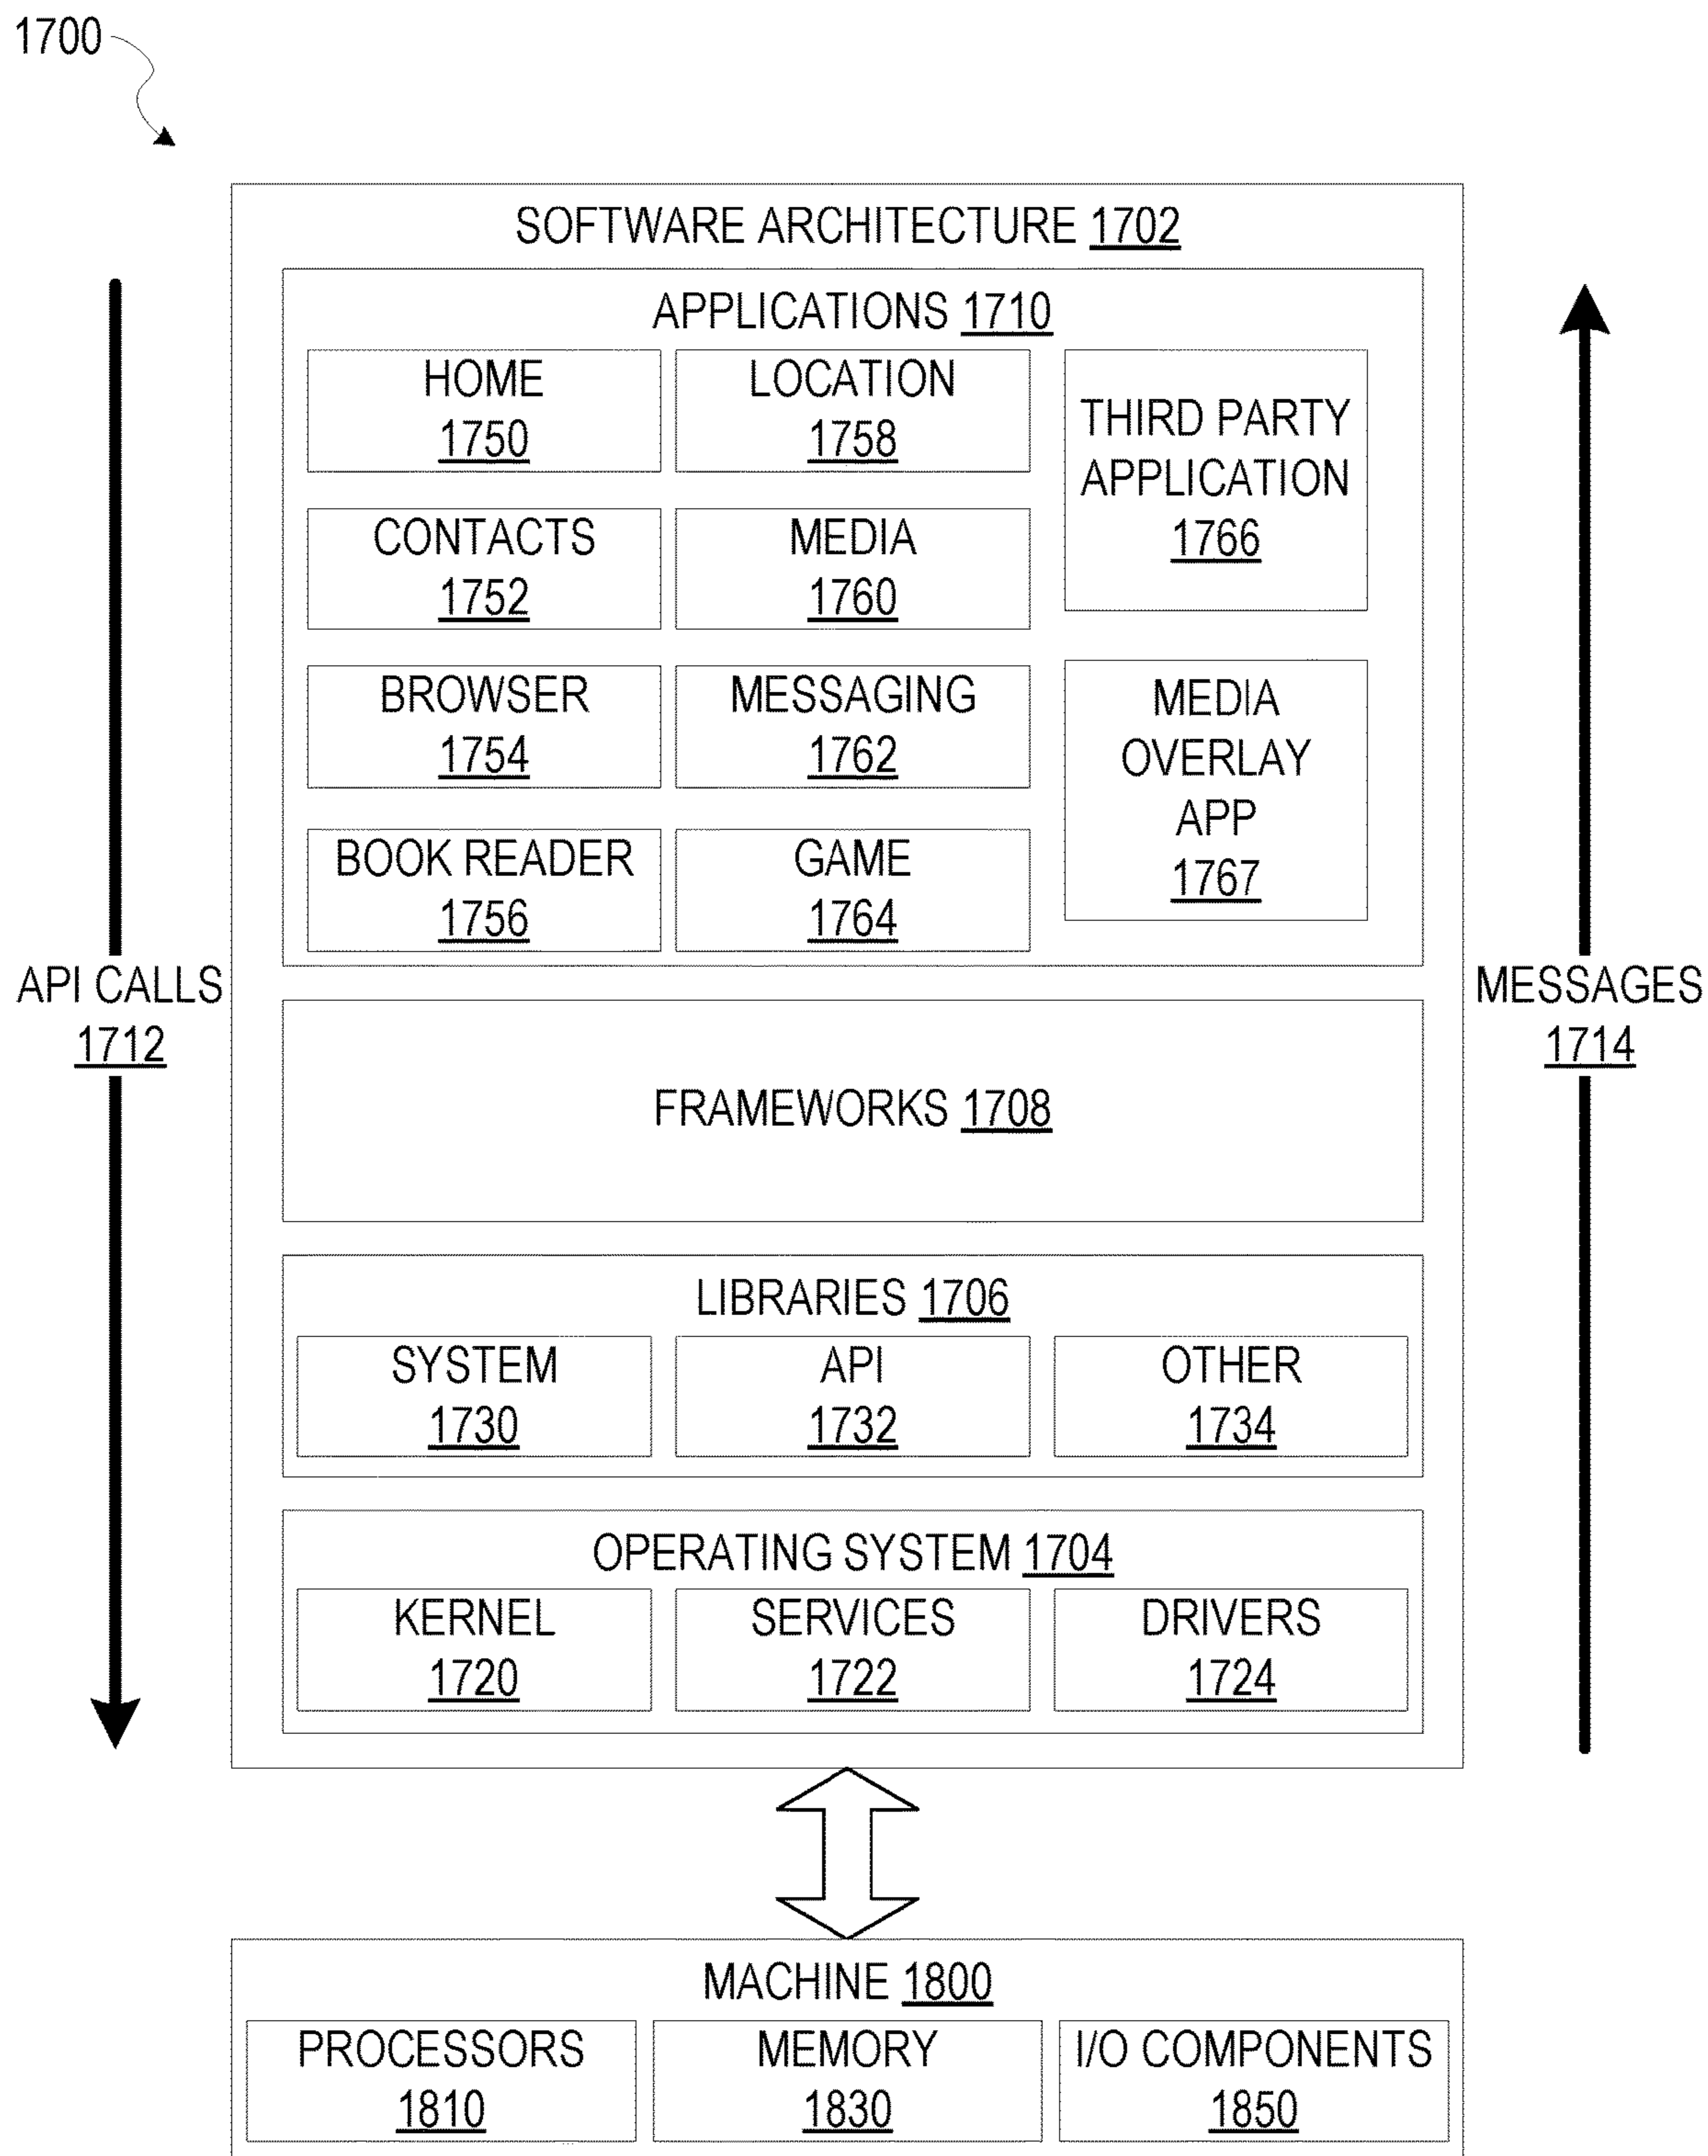 1700
SOFTWARE ARCHITECTURE 1702
APPLICATIONS 1710
HOME
1750
LOCATION
1758
THIRD PARTY
APPLICATION
1766
CONTACTS
1752
MEDIA
1760
BROWSER
1754
MESSAGING
1762
MEDIA
OVERLAY
APP
1767
BOOK READER
1756
GAME
1764
API CALLS
1712
MESSAGES
1714
FRAMEWORKS 1708
LIBRARIES 1706
SYSTEM
1730
API
1732
OTHER
1734
OPERATING SYSTEM 1704
KERNEL
1720
SERVICES
1722
DRIVERS
1724
MACHINE 1800
PROCESSORS
1810
MEMORY
1830
I/O COMPONENTS
1850